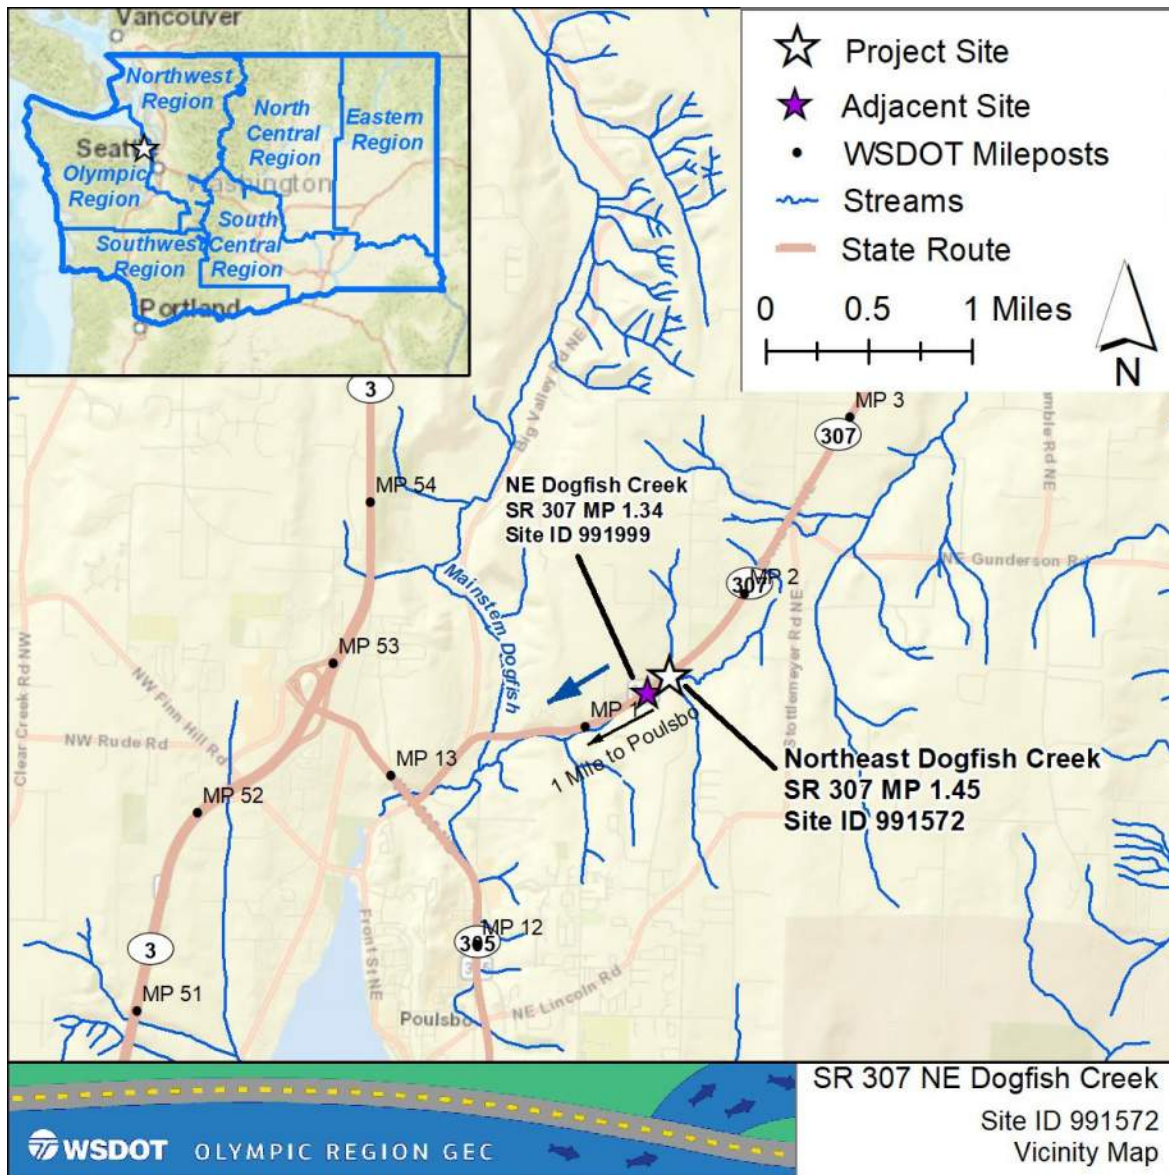 Vancouver
Northwest
Region
North
Central
Region
Eastern
Region
Seattle
Olympic
Region
Washington
South
Central
Region
Southwest
Region
Portland
Project Site
Adjacent Site
WSDOT Mileposts
Streams
State Route
0 0.5 1 Miles
N
3
MP 3
307
Big Valley Rd NE
MP 54
NE Dogfish Creek
SR 307 MP 1.34
Site ID 991999
NE Gunderson Rd
307
MP 2
Mainstem Dogfish
Stottlemeyer Rd NE
Clear Creek Rd NW
MP 53
NW Finn Hill Rd
NW Rude Rd
MP 1
1 Mile to Poulsbo
MP 13
Northeast Dogfish Creek
SR 307 MP 1.45
Site ID 991572
MP 52
Front St NE
MP 12
305
3
MP 51
NE Lincoln Rd
Poulsbo
WSDOT OLYMPIC REGION GEC
SR 307 NE Dogfish Creek
Site ID 991572
Vicinity Map